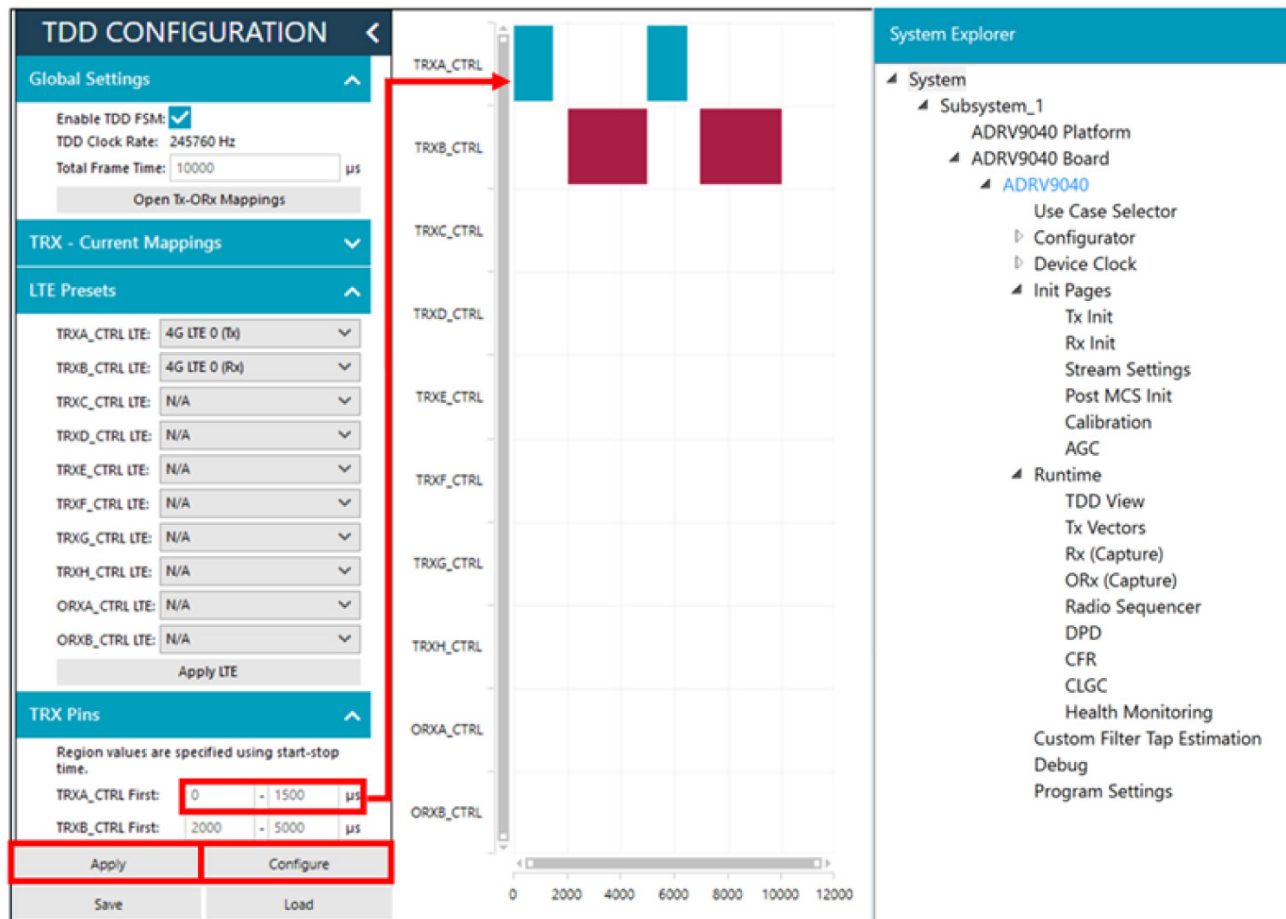 TDD CONFIGURATION
Global Settings
Enable TDD FSM:
TDD Clock Rate: 245760 Hz
Total Frame Time: 10000 µs
Open Tx-ORx Mappings
TRX - Current Mappings
LTE Presets
TRXA_CTRL LTE: 4G LTE 0 (Tx)
TRXB_CTRL LTE: 4G LTE 0 (Rx)
TRXC_CTRL LTE: N/A
TRXD_CTRL LTE: N/A
TRXE_CTRL LTE: N/A
TRXF_CTRL LTE: N/A
TRXG_CTRL LTE: N/A
TRXH_CTRL LTE: N/A
ORXA_CTRL LTE: N/A
ORXB_CTRL LTE: N/A
Apply LTE
TRX Pins
Region values are specified using start-stop
time.
TRXA_CTRL First: 0 - 1500 µs
TRXB_CTRL First: 2000 - 5000 µs
Apply Configure
Save Load
TRXA_CTRL
TRXB_CTRL
TRXC_CTRL
TRXD_CTRL
TRXE_CTRL
TRXF_CTRL
TRXG_CTRL
TRXH_CTRL
ORXA_CTRL
ORXB_CTRL
0 2000 4000 6000 8000 10000 12000
System Explorer
System
Subsystem_1
ADRV9040 Platform
ADRV9040 Board
ADRV9040
Use Case Selector
Configurator
Device Clock
Init Pages
Tx Init
Rx Init
Stream Settings
Post MCS Init
Calibration
AGC
Runtime
TDD View
Tx Vectors
Rx (Capture)
ORx (Capture)
Radio Sequencer
DPD
CFR
CLGC
Health Monitoring
Custom Filter Tap Estimation
Debug
Program Settings